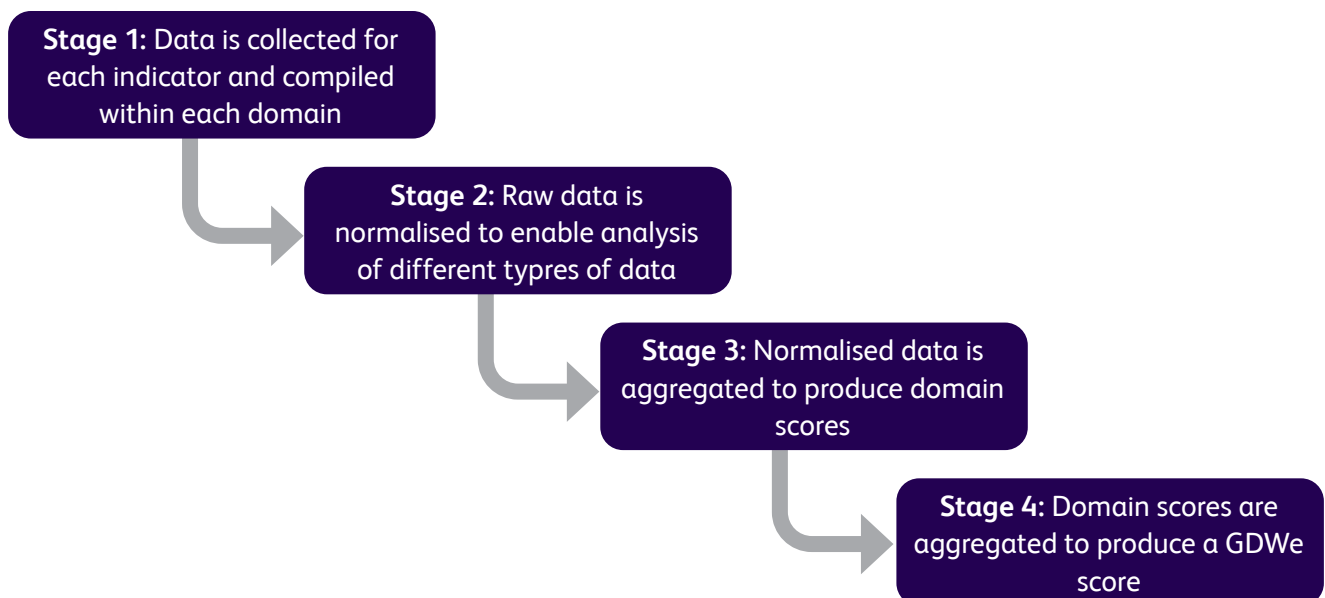 Stage 1: Data is collected for
each indicator and compiled
within each domain
Stage 2: Raw data is
normalised to enable analysis
of different typres of data
Stage 3: Normalised data is
aggregated to produce domain
scores
Stage 4: Domain scores are
aggregated to produce a GDWe
score